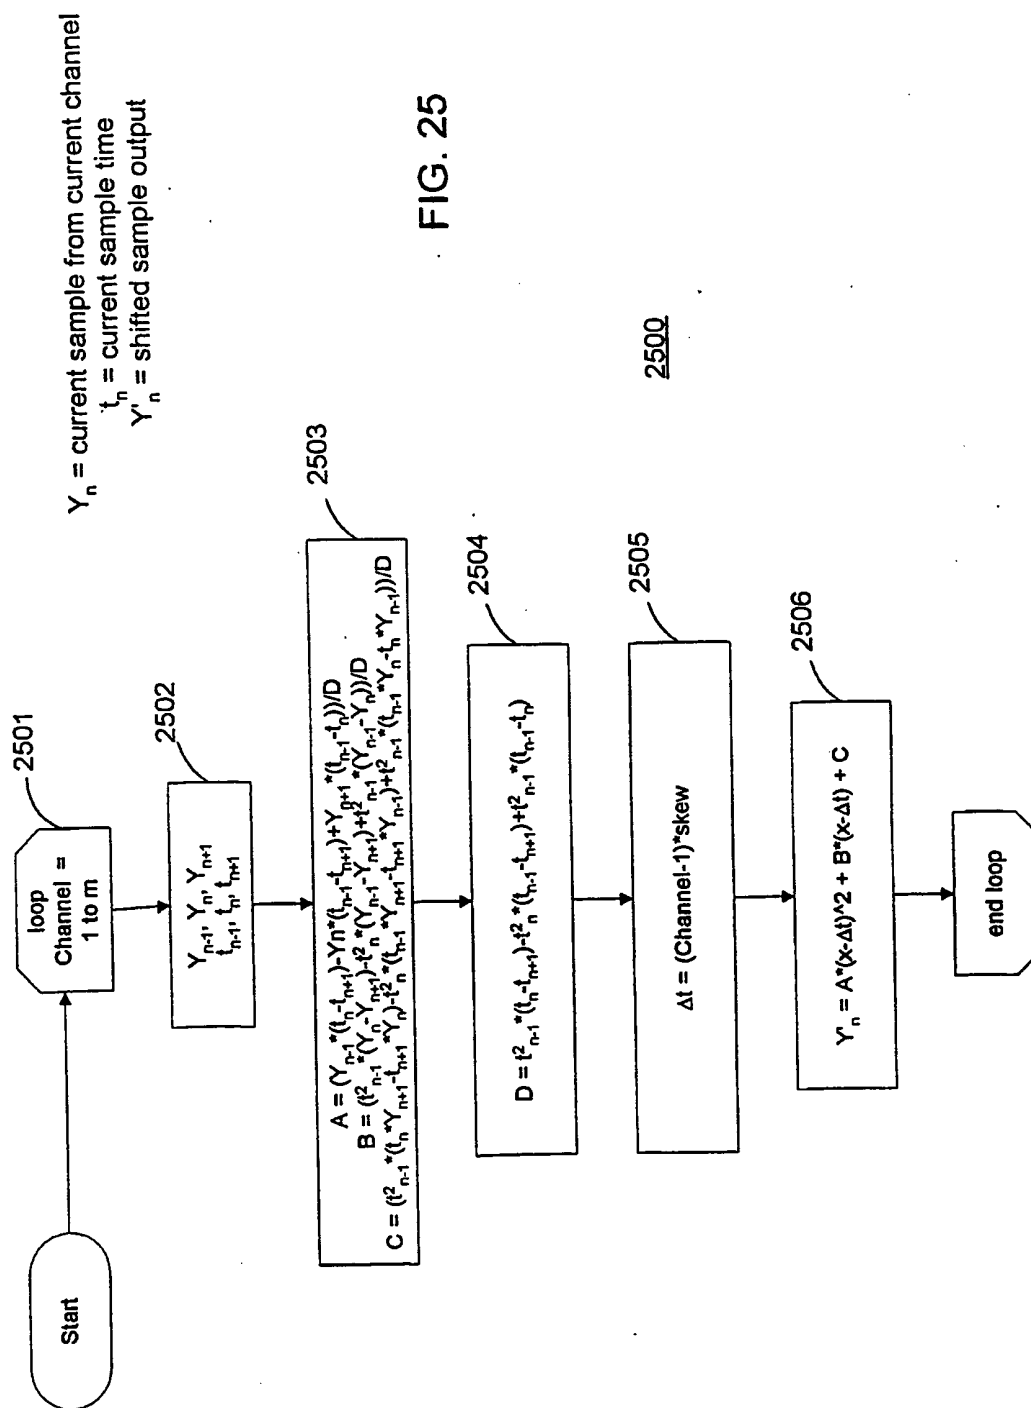 Yₙ = current sample from current channel
tₙ = current sample time
Y'ₙ = shifted sample output
Start
2501
loop
Channel =
1 to m
2502
Yₙ₋₁, Yₙ, Yₙ₊₁
tₙ₋₁, tₙ, tₙ₊₁
2503
A = (Yₙ₋₁*(tₙ-tₙ₊₁)-Yn*(tₙ₋₁-tₙ₊₁)+Yₙ₊₁*(tₙ₋₁-tₙ))/D
B = (t²ₙ₋₁*(Yₙ-Yₙ₊₁)-t²ₙ*(Yₙ₋₁-Yₙ₊₁)+t²ₙ₋₁*(Yₙ₋₁-Yₙ))/D
C = (t²ₙ₋₁*(tₙ*Yₙ₊₁-tₙ₊₁*Yₙ)-t²ₙ*(tₙ₋₁*Yₙ₊₁-tₙ₊₁*Yₙ₋₁)+t²ₙ₋₁*(tₙ₋₁*Yₙ-tₙ*Yₙ₋₁))/D
2504
D = t²ₙ₋₁*(tₙ-tₙ₊₁)-t²ₙ*(tₙ₋₁-tₙ₊₁)+t²ₙ₋₁*(tₙ₋₁-tₙ)
2505
Δt = (Channel-1)*skew
2506
Y'ₙ = A*(x-Δt)^2 + B*(x-Δt) + C
end loop
2500
FIG. 25